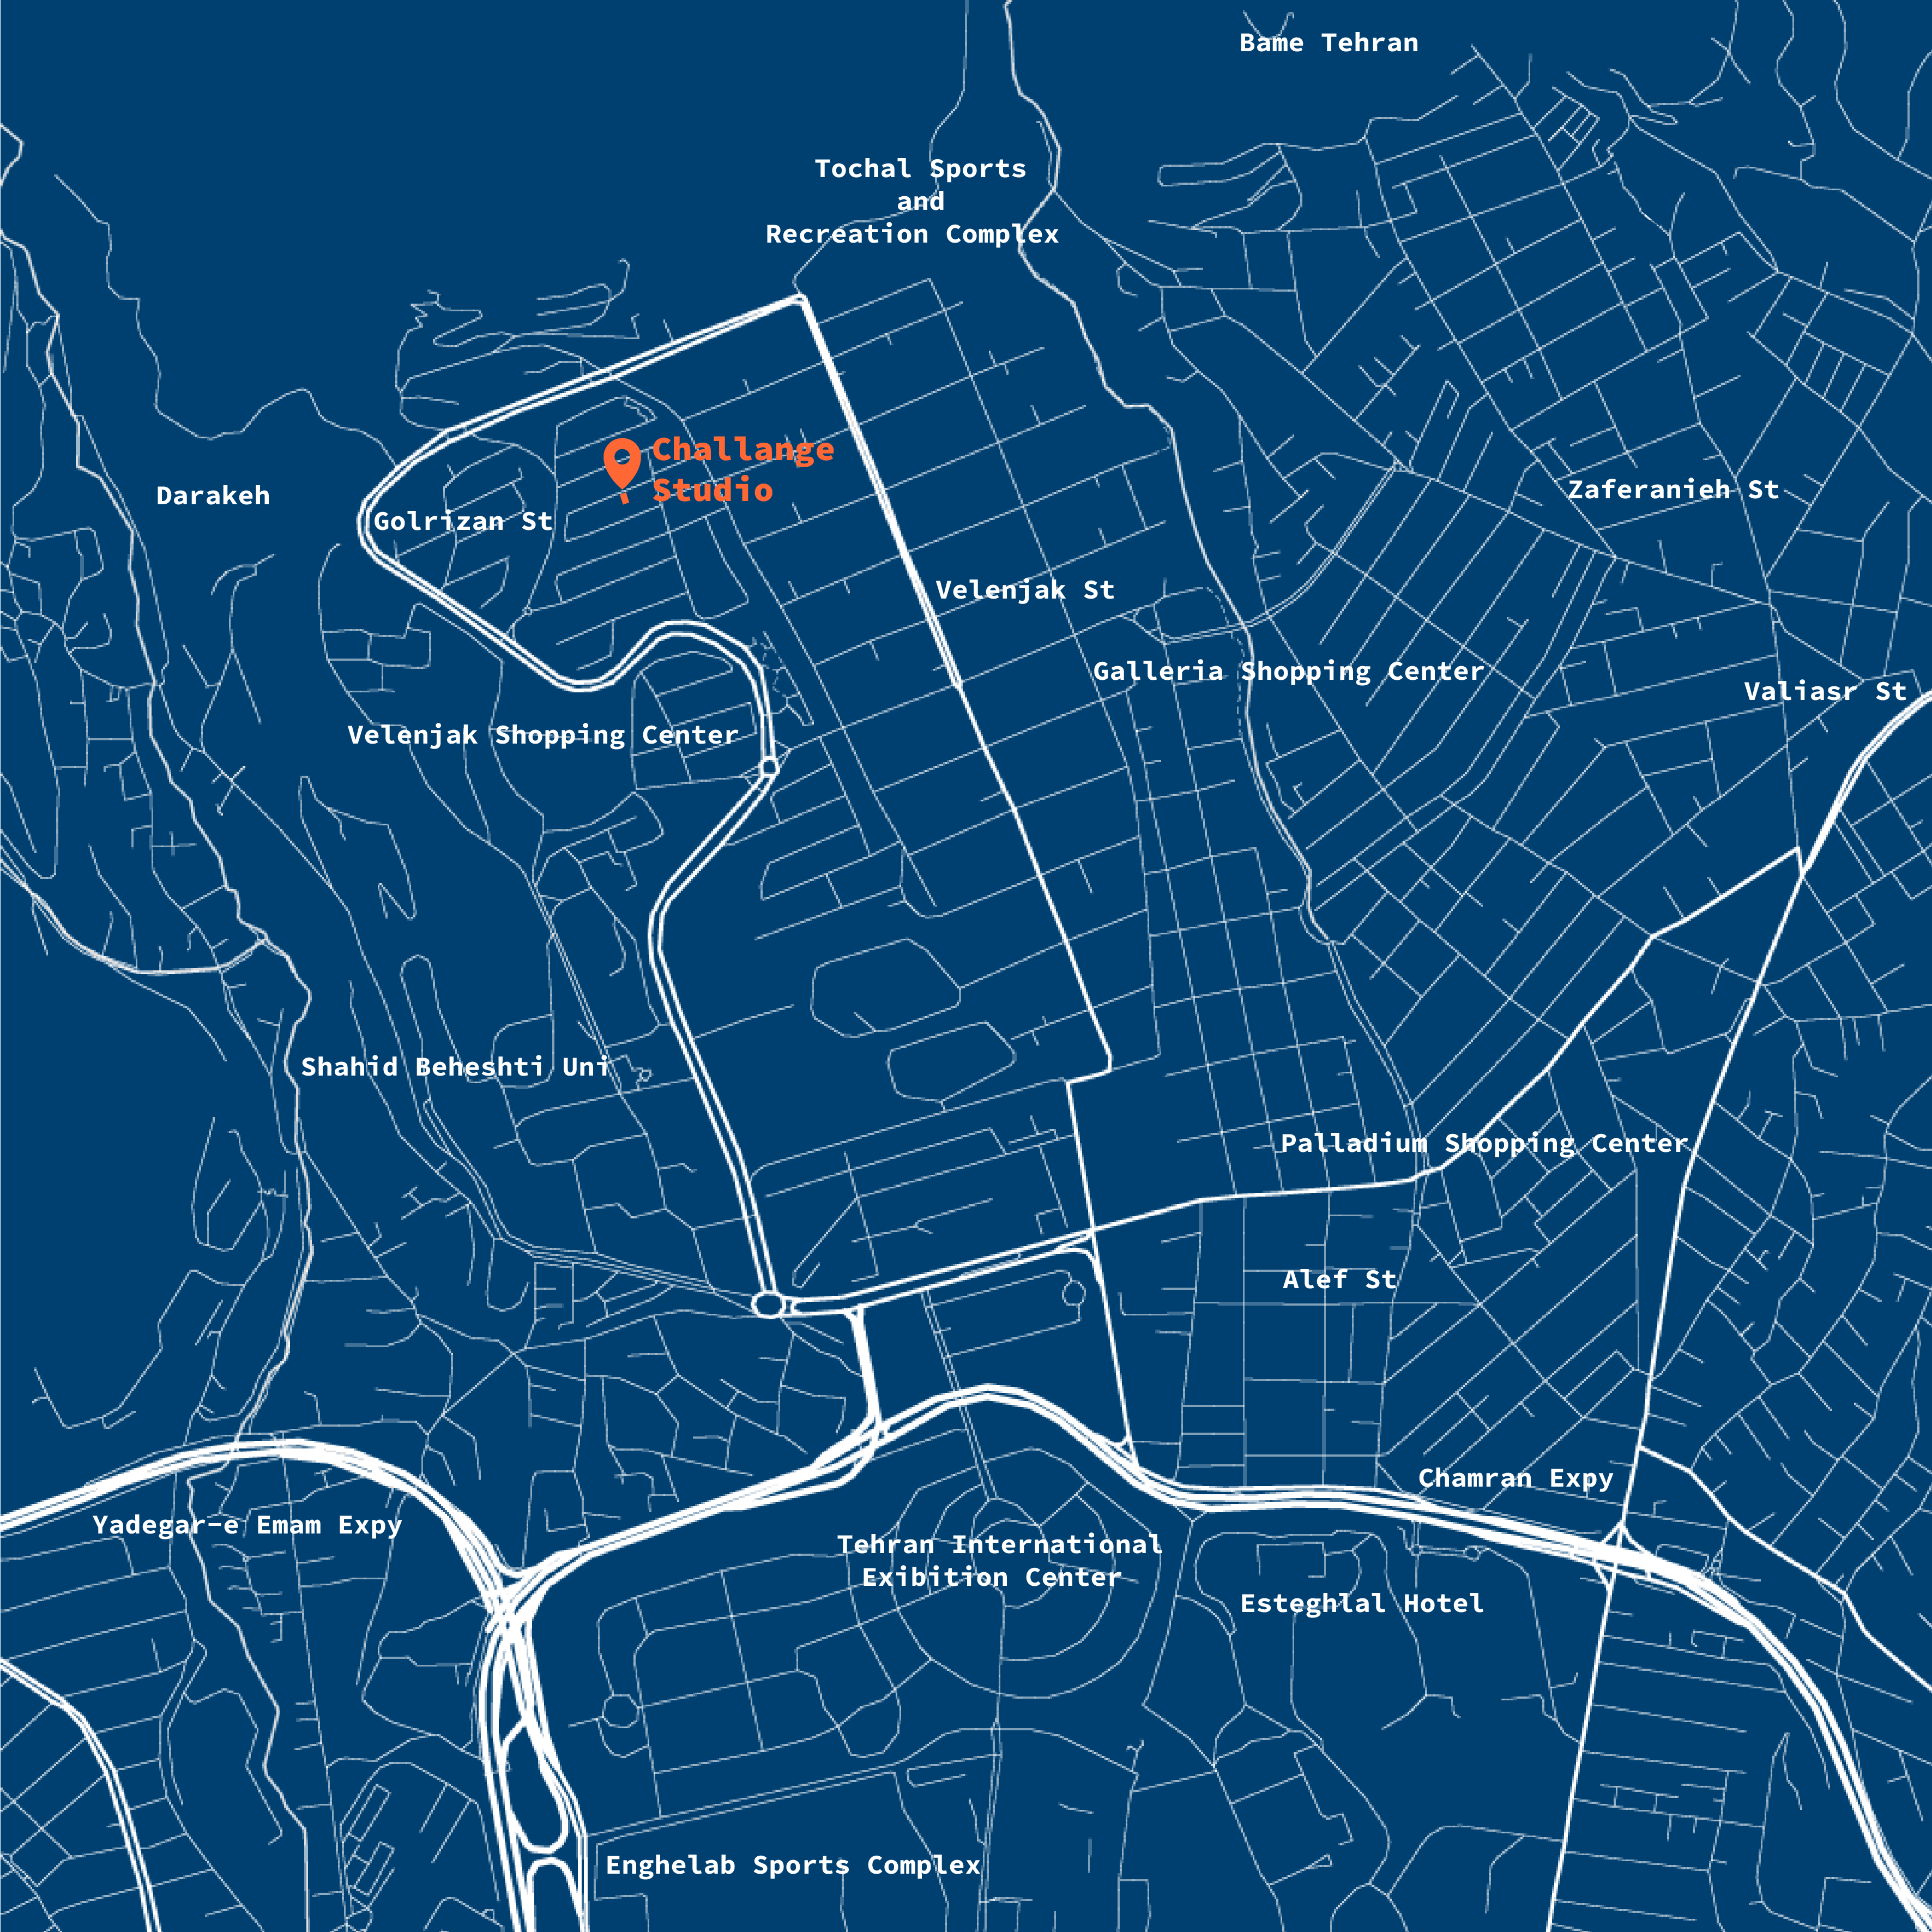 Bame Tehran
Tochal Sports
and
Recreation Complex
Challange
Studio
Darakeh
Golrizan St
Zaferanieh St
Velenjak St
Galleria Shopping Center
Valiasr St
Velenjak Shopping Center
Shahid Beheshti Uni
Palladium Shopping Center
Alef St
Chamran Expy
Yadegar-e Emam Expy
Tehran International
Exibition Center
Esteghlal Hotel
Enghelab Sports Complex